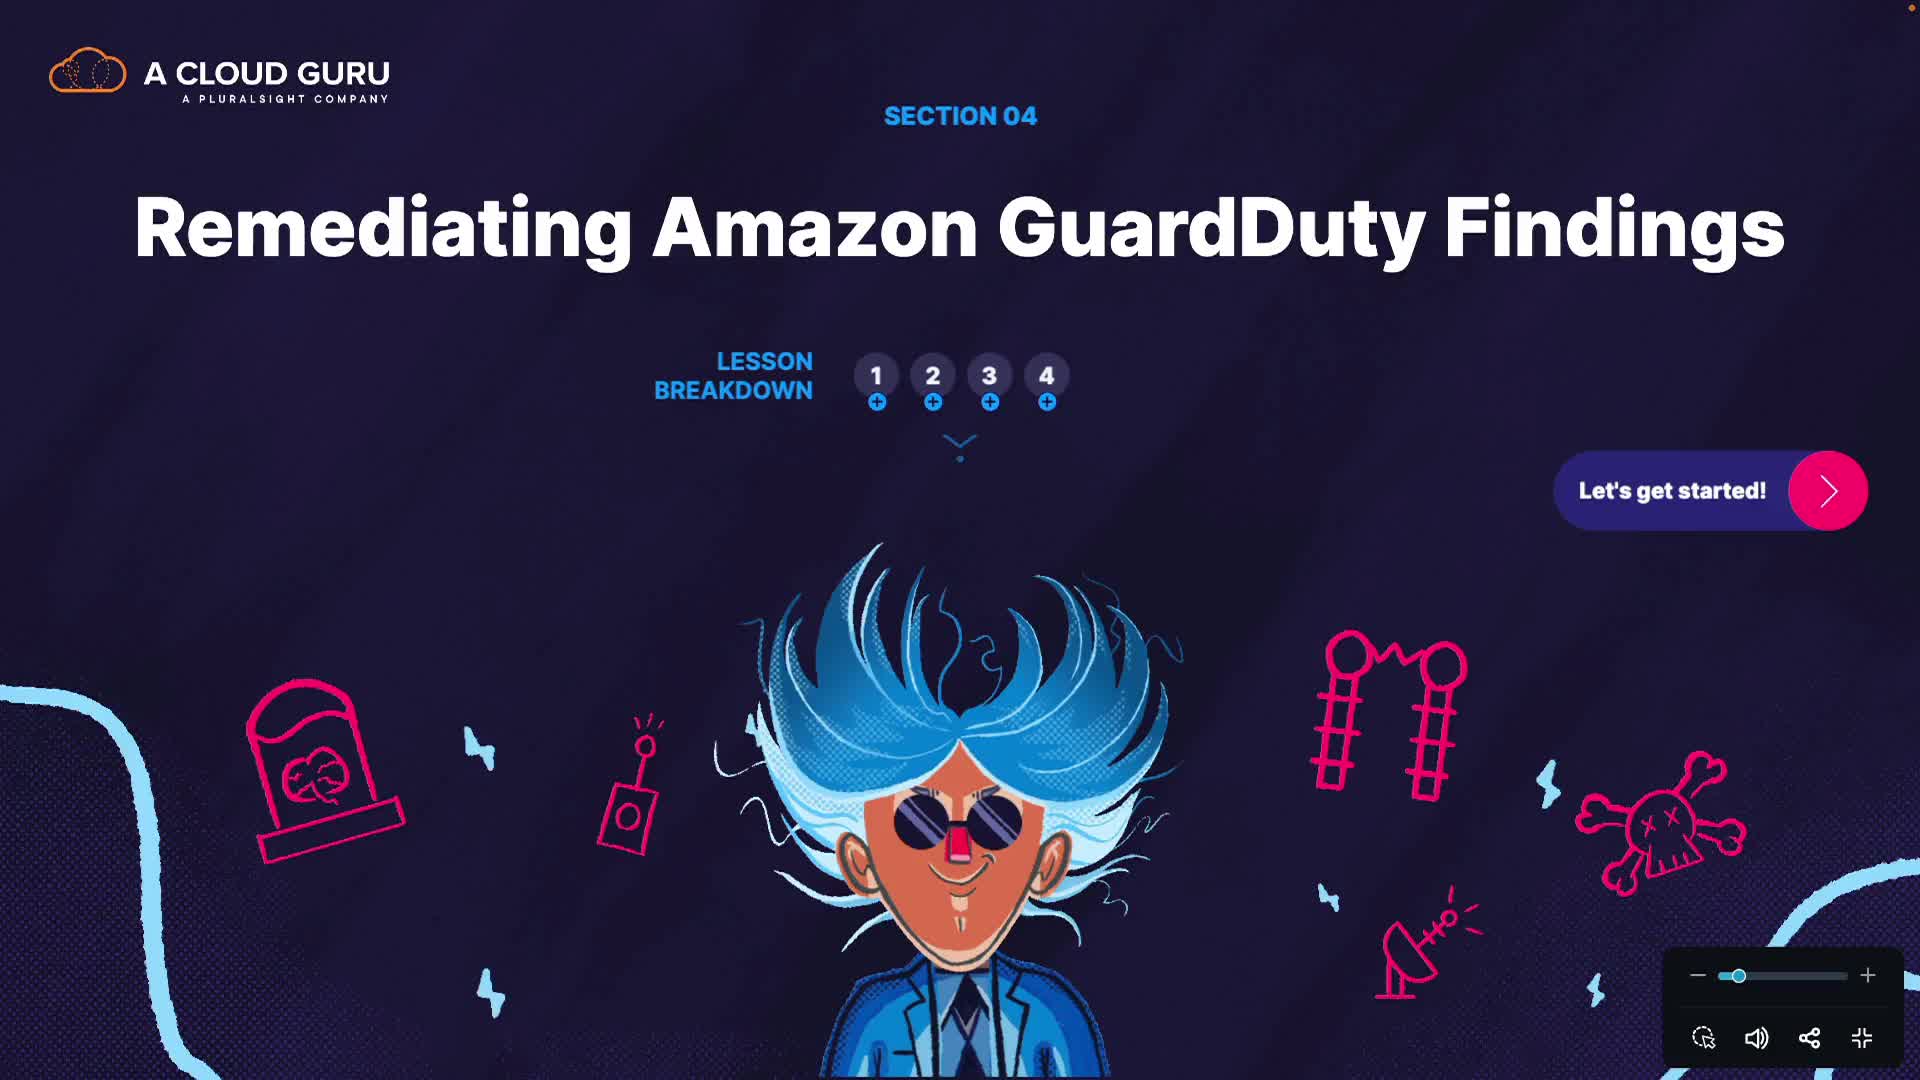 A CLOUD GURU
A PLURALSIGHT COMPANY
SECTION 04
Remediating Amazon GuardDuty Findings
LESSON
BREAKDOWN
1 2 3 4
Let's get started!